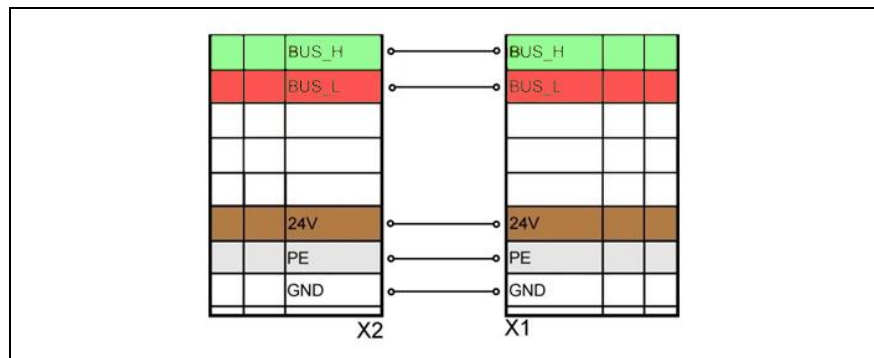 BUS_H BUS_H
BUS_L BUS_L
24V 24V
PE PE
GND GND
X2 X1